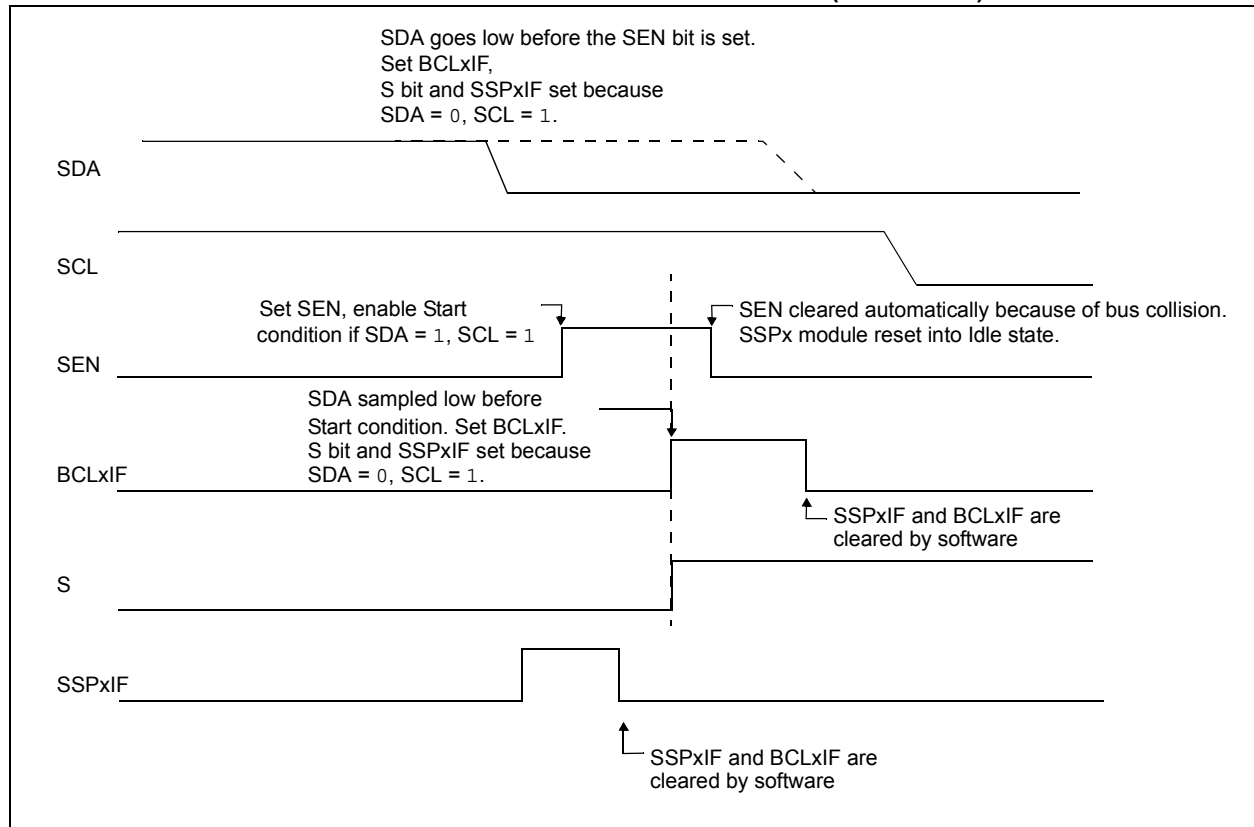 SDA goes low before the SEN bit is set.
Set BCLxIF,
S bit and SSPxIF set because
SDA = 0, SCL = 1.
SDA
SCL
Set SEN, enable Start
condition if SDA = 1, SCL = 1
SEN cleared automatically because of bus collision.
SSPx module reset into Idle state.
SEN
SDA sampled low before
Start condition. Set BCLxIF.
S bit and SSPxIF set because
SDA = 0, SCL = 1.
BCLxIF
SSPxIF and BCLxIF are
cleared by software
S
SSPxIF
SSPxIF and BCLxIF are
cleared by software